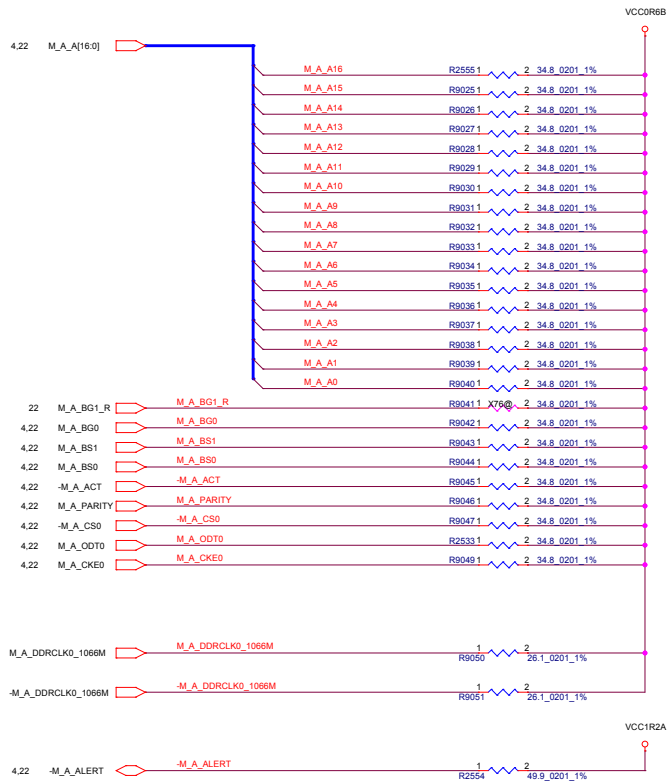 VCC0R6B
4,22 M_A_A[16:0]
M_A_A16 R2555 1 2 34.8_0201_1%
M_A_A15 R9025 1 2 34.8_0201_1%
M_A_A14 R9026 1 2 34.8_0201_1%
M_A_A13 R9027 1 2 34.8_0201_1%
M_A_A12 R9028 1 2 34.8_0201_1%
M_A_A11 R9029 1 2 34.8_0201_1%
M_A_A10 R9030 1 2 34.8_0201_1%
M_A_A9 R9031 1 2 34.8_0201_1%
M_A_A8 R9032 1 2 34.8_0201_1%
M_A_A7 R9033 1 2 34.8_0201_1%
M_A_A6 R9034 1 2 34.8_0201_1%
M_A_A5 R9035 1 2 34.8_0201_1%
M_A_A4 R9036 1 2 34.8_0201_1%
M_A_A3 R9037 1 2 34.8_0201_1%
M_A_A2 R9038 1 2 34.8_0201_1%
M_A_A1 R9039 1 2 34.8_0201_1%
M_A_A0 R9040 1 2 34.8_0201_1%
22 M_A_BG1_R M_A_BG1_R R9041 1 X76@ 2 34.8_0201_1%
4,22 M_A_BG0 M_A_BG0 R9042 1 2 34.8_0201_1%
4,22 M_A_BS1 M_A_BS1 R9043 1 2 34.8_0201_1%
4,22 M_A_BS0 M_A_BS0 R9044 1 2 34.8_0201_1%
4,22 -M_A_ACT -M_A_ACT R9045 1 2 34.8_0201_1%
4,22 M_A_PARITY M_A_PARITY R9046 1 2 34.8_0201_1%
4,22 -M_A_CS0 -M_A_CS0 R9047 1 2 34.8_0201_1%
4,22 M_A_ODT0 M_A_ODT0 R2533 1 2 34.8_0201_1%
4,22 M_A_CKE0 M_A_CKE0 R9049 1 2 34.8_0201_1%
M_A_DDRCLK0_1066M M_A_DDRCLK0_1066M 1 2
R9050 26.1_0201_1%
-M_A_DDRCLK0_1066M -M_A_DDRCLK0_1066M 1 2
R9051 26.1_0201_1%
VCC1R2A
4,22 -M_A_ALERT -M_A_ALERT 1 2
R2554 49.9_0201_1%